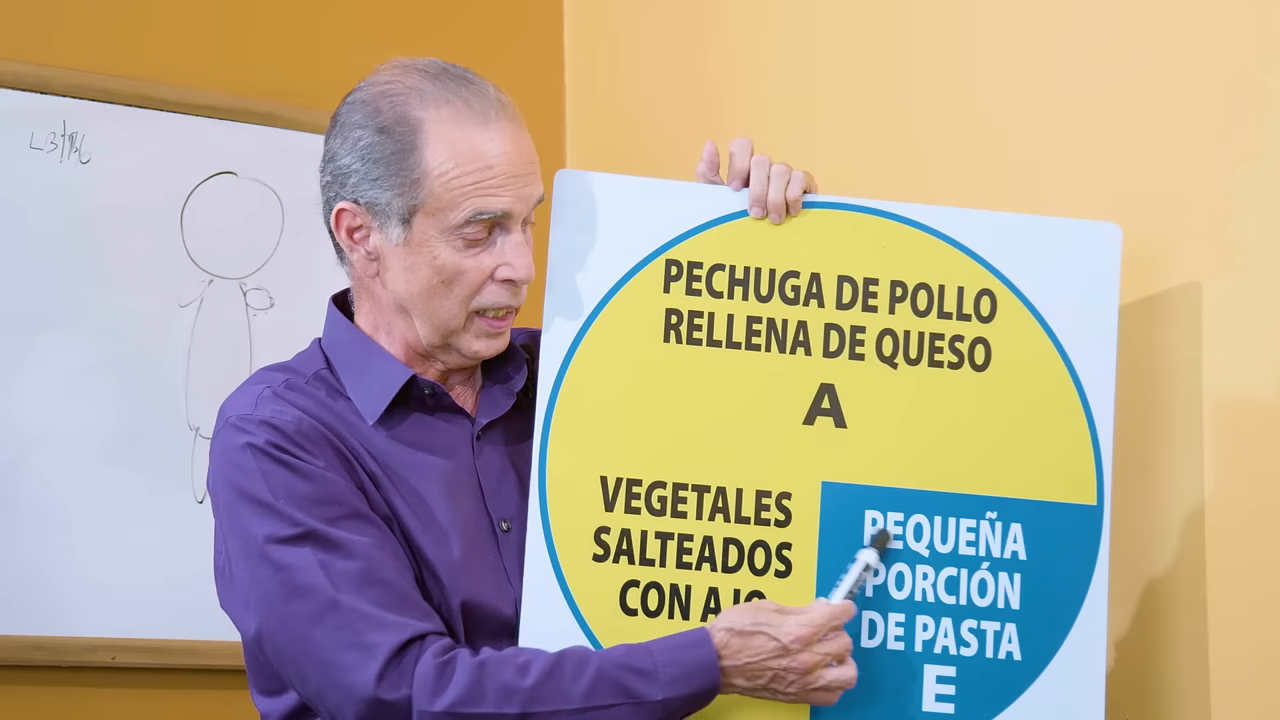 PECHUGA DE POLLO
RELLENA DE QUESO
A
VEGETALES
SALTEADOS
CON AJO
PEQUEÑA
PORCIÓN
DE PASTA
E